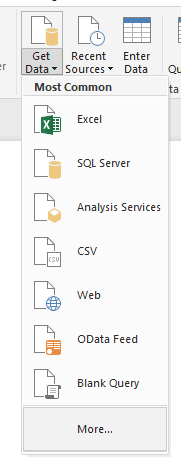 Get Data
Recent Sources
Enter Data
Most Common
Excel
SQL Server
Analysis Services
CSV
CSV
Web
OData Feed
Blank Query
More...